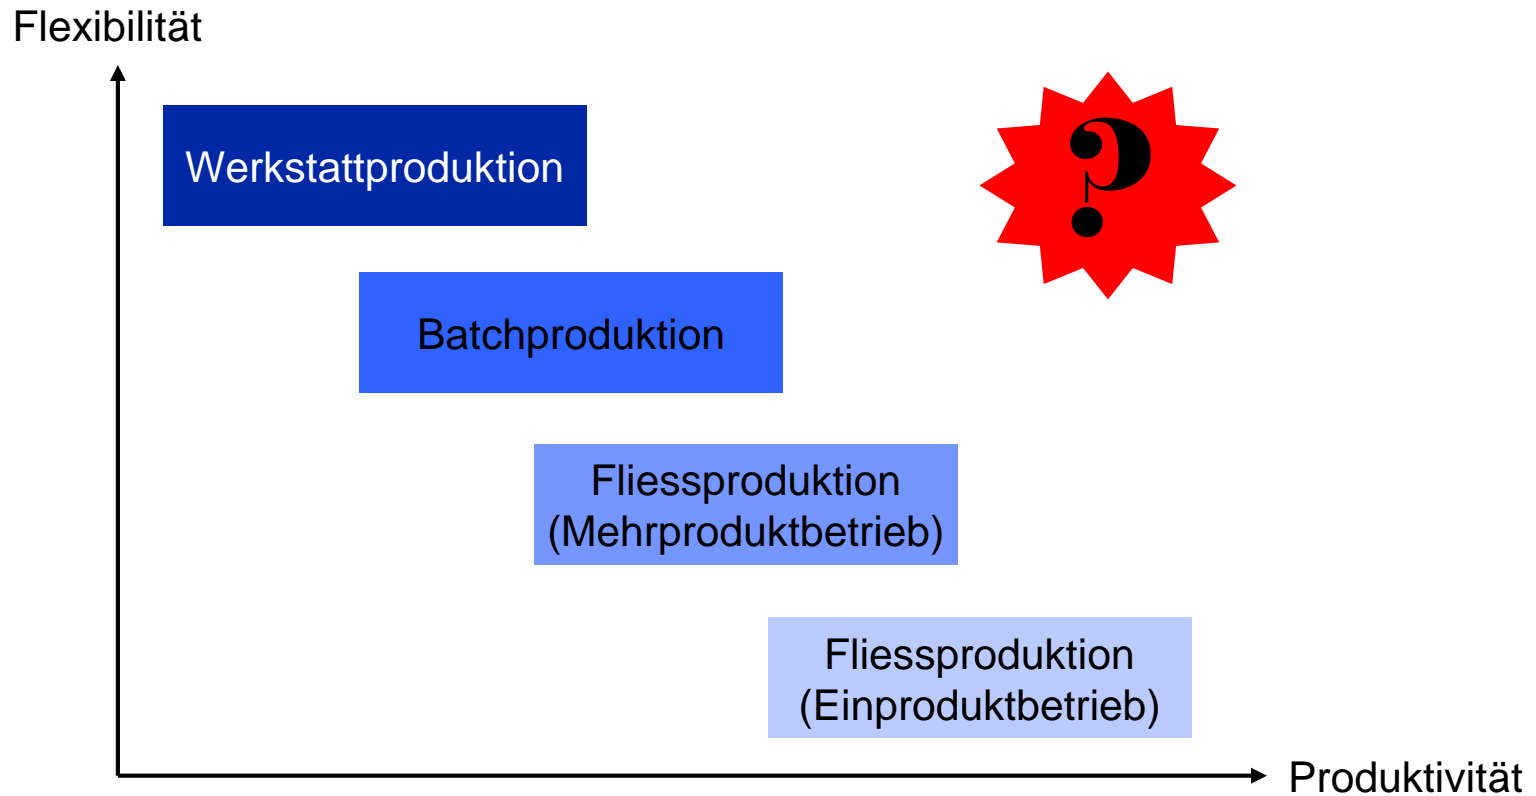 Flexibilität
Werkstattproduktion
?
Batchproduktion
Fliessproduktion
(Mehrproduktbetrieb)
Fliessproduktion
(Einproduktbetrieb)
Produktivität